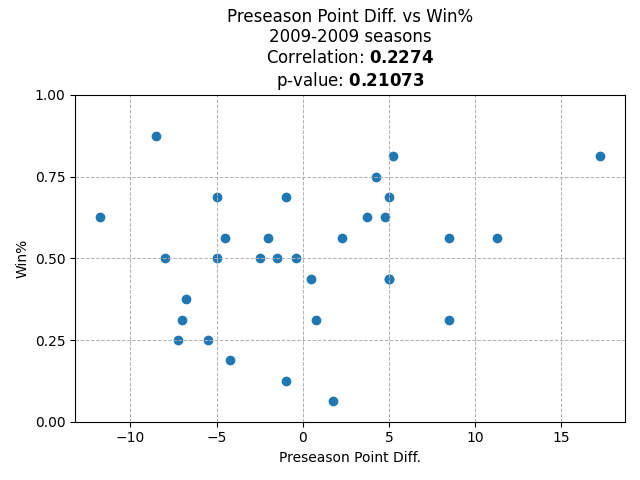 Preseason Point Diff. vs Win%
2009-2009 seasons
Correlation: 0.2274
p-value: 0.21073
1.00
0.75
0.50
0.25
0.00
Win%
−10 −5 0 5 10 15
Preseason Point Diff.